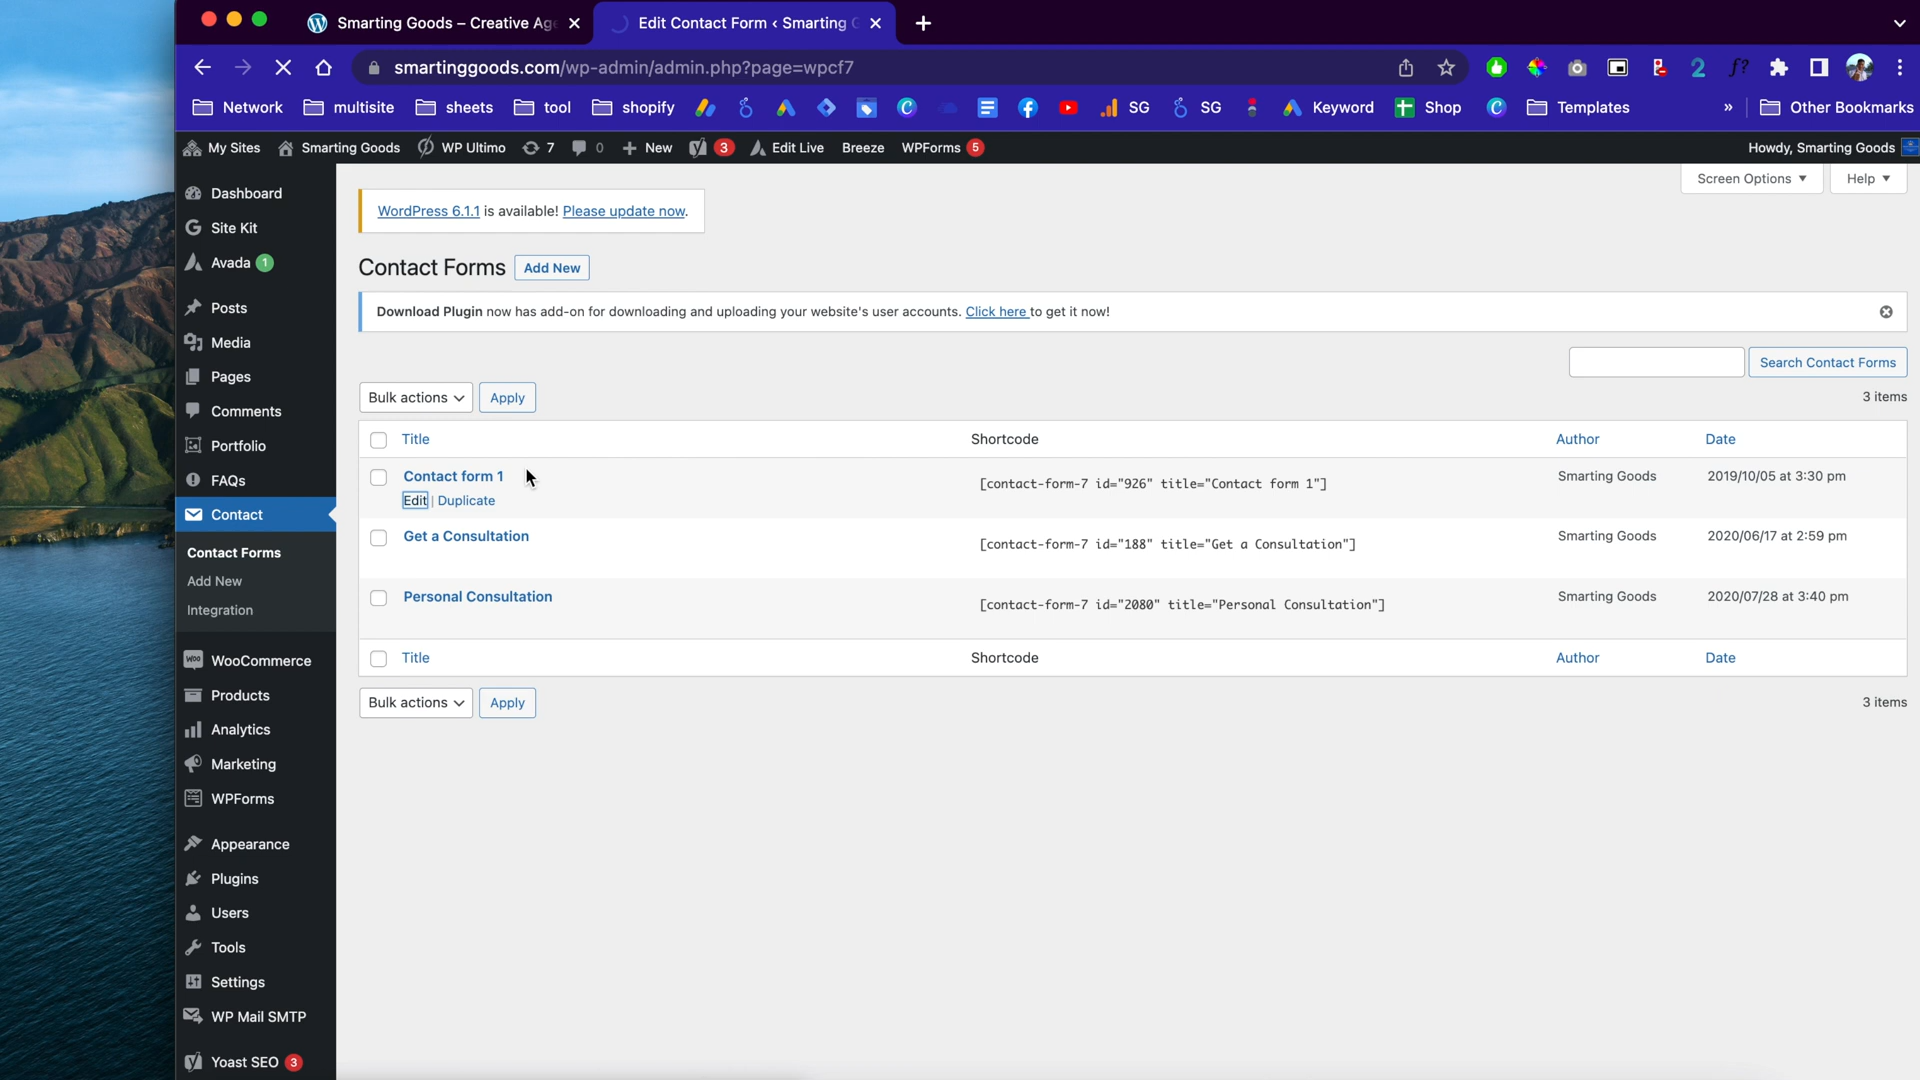 Smarting Goods – Creative Age
Edit Contact Form ‹ Smarting G
smartinggoods.com/wp-admin/admin.php?page=wpcf7
Network multisite sheets tool shopify SG SG Keyword Shop Templates » Other Bookmarks
My Sites Smarting Goods WP Ultimo 7 0 New 3 Edit Live Breeze WPForms 5 Howdy, Smarting Goods
Screen Options Help
Dashboard
Site Kit
Avada 1
Posts
Media
Pages
Comments
Portfolio
FAQs
Contact
Contact Forms
Add New
Integration
WooCommerce
Products
Analytics
Marketing
WPForms
Appearance
Plugins
Users
Tools
Settings
WP Mail SMTP
Yoast SEO 3
WordPress 6.1.1 is available! Please update now.
Contact Forms Add New
Download Plugin now has add-on for downloading and uploading your website's user accounts. Click here to get it now!
Search Contact Forms
Bulk actions Apply 3 items
Title Shortcode Author Date
Contact form 1 [contact-form-7 id="926" title="Contact form 1"] Smarting Goods 2019/10/05 at 3:30 pm
Edit | Duplicate
Get a Consultation [contact-form-7 id="188" title="Get a Consultation"] Smarting Goods 2020/06/17 at 2:59 pm
Personal Consultation [contact-form-7 id="2080" title="Personal Consultation"] Smarting Goods 2020/07/28 at 3:40 pm
Title Shortcode Author Date
Bulk actions Apply 3 items